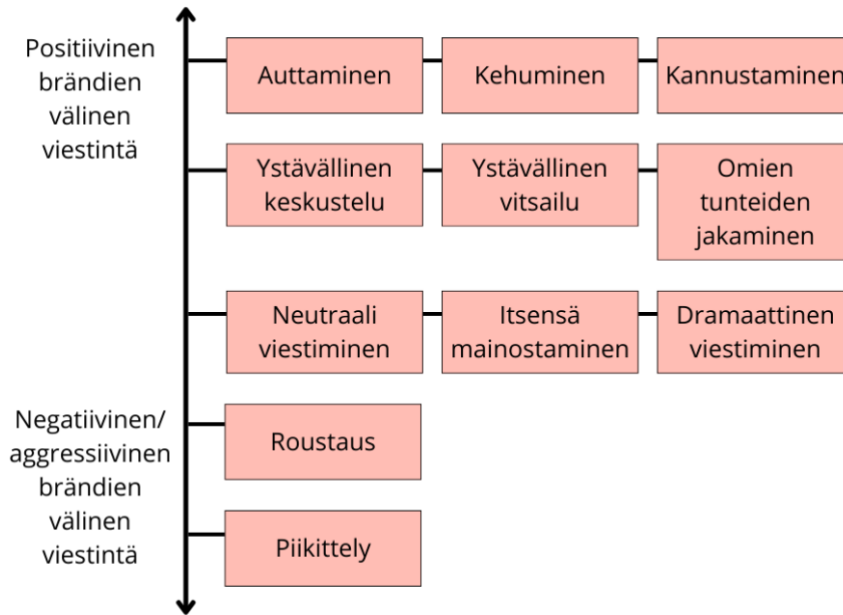 Positiivinen
brändien
välinen
viestintä
Auttaminen
Kehuminen
Kannustaminen
Ystävällinen
keskustelu
Ystävällinen
vitsailu
Omien
tunteiden
jakaminen
Neutraali
viestiminen
Itsensä
mainostaminen
Dramaattinen
viestiminen
Negatiivinen/
aggressiivinen
brändien
välinen
viestintä
Roustaus
Piikittely